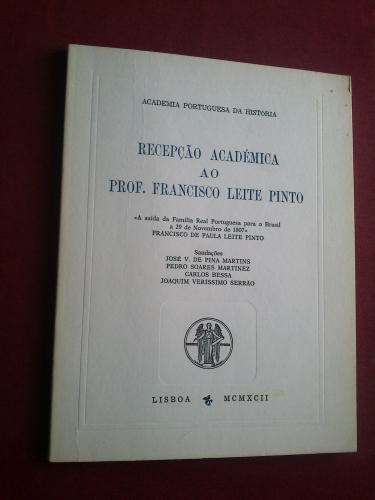 ACADEMIA PORTUGUESA DA HISTÓRIA
RECEPÇÃO ACADÉMICA
AO
PROF. FRANCISCO LEITE PINTO
«A saída da Família Real Portuguesa para o Brasil
a 29 de Novembro de 1807»
FRANCISCO DE PAULA LEITE PINTO
Saudações
JOSÉ V. DE PINA MARTINS
PEDRO SOARES MARTINEZ
CARLOS BESSA
JOAQUIM VERISSIMO SERRÃO
LISBOA MCMXCII